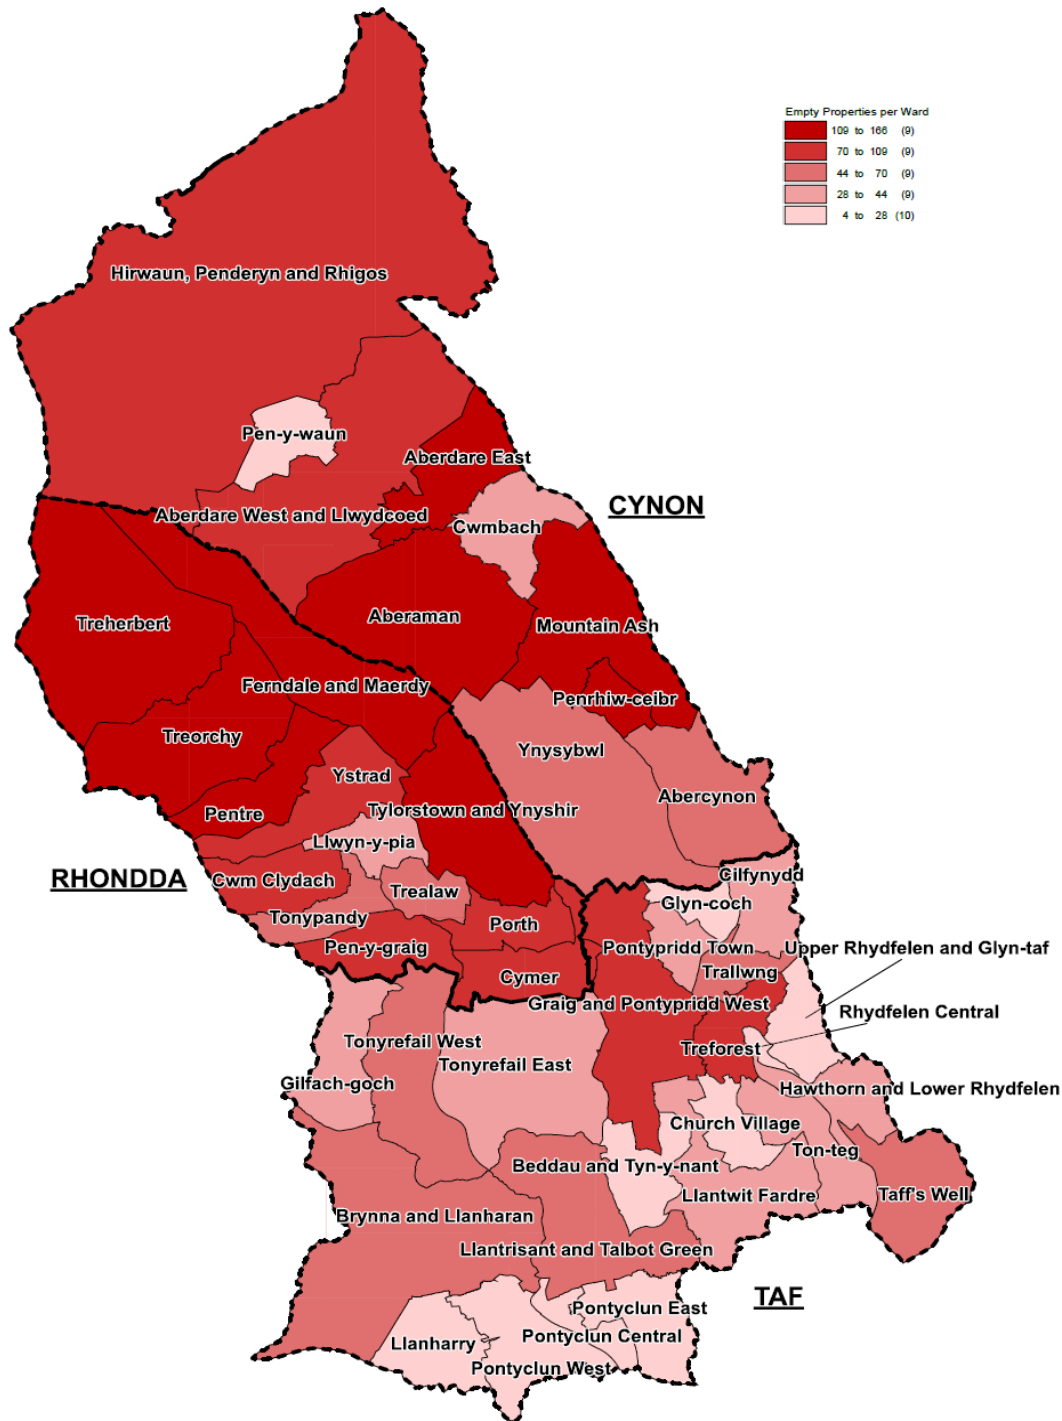 Empty Properties per Ward
109 to 166 (9)
70 to 109 (9)
44 to 70 (9)
28 to 44 (9)
4 to 28 (10)
Hirwaun, Penderyn and Rhigos
Pen-y-waun
Aberdare East
CYNON
Aberdare West and Llwydcoed
Cwmbach
Aberaman
Treherbert
Mountain Ash
Ferndale and Maerdy
Penrhiw-ceibr
Treorchy
Ynysybwl
Ystrad
Abercynon
Tylorstown and Ynyshir
Pentre
Llwyn-y-pia
RHONDDA
Cwm Clydach
Cilfynydd
Trealaw
Glyn-coch
Tonypandy
Porth
Pen-y-graig
Pontypridd Town
Upper Rhydfelen and Glyn-taf
Trallwng
Cymer
Graig and Pontypridd West
Rhydfelen Central
Tonyrefail West
Treforest
Tonyrefail East
Gilfach-goch
Hawthorn and Lower Rhydfelen
Church Village
Ton-teg
Beddau and Tyn-y-nant
Llantwit Fardre
Taff's Well
Brynna and Llanharan
Llantrisant and Talbot Green
TAF
Pontyclun East
Pontyclun Central
Llanharry
Pontyclun West